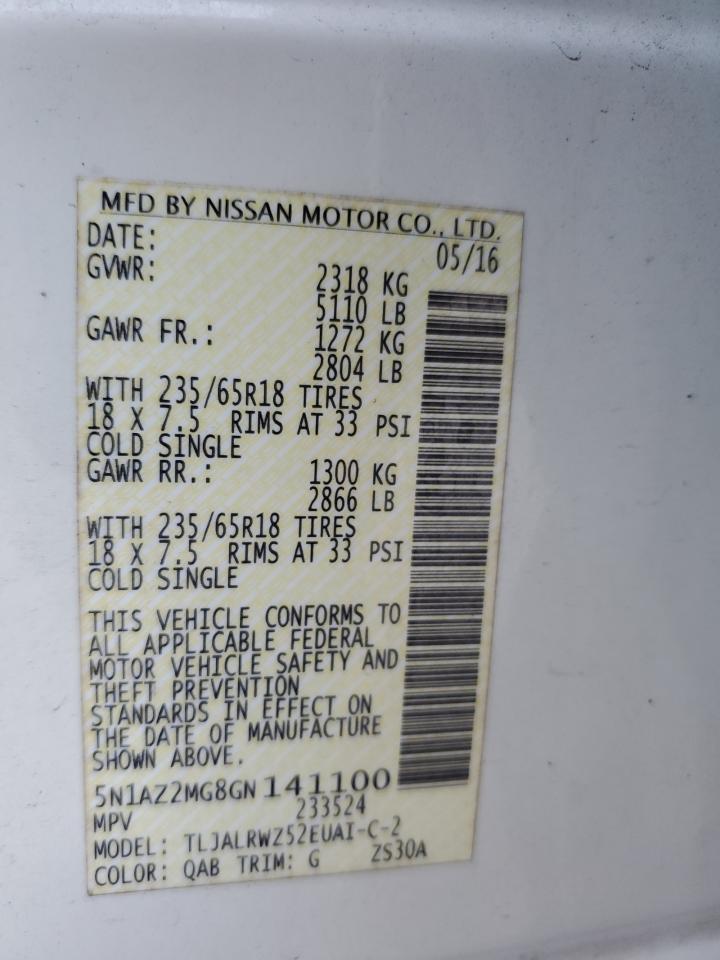 MFD BY NISSAN MOTOR CO., LTD.
DATE: 05/16
GVWR: 2318 KG
5110 LB
GAWR FR.: 1272 KG
2804 LB
WITH 235/65R18 TIRES
18 X 7.5 RIMS AT 33 PSI
COLD SINGLE
GAWR RR.: 1300 KG
2866 LB
WITH 235/65R18 TIRES
18 X 7.5 RIMS AT 33 PSI
COLD SINGLE
THIS VEHICLE CONFORMS TO
ALL APPLICABLE FEDERAL
MOTOR VEHICLE SAFETY AND
THEFT PREVENTION
STANDARDS IN EFFECT ON
THE DATE OF MANUFACTURE
SHOWN ABOVE.
5N1AZ2MG8GN141100
MPV 233524
MODEL: TLJALRWZ52EUAI-C-2
COLOR: QAB TRIM: G ZS30A